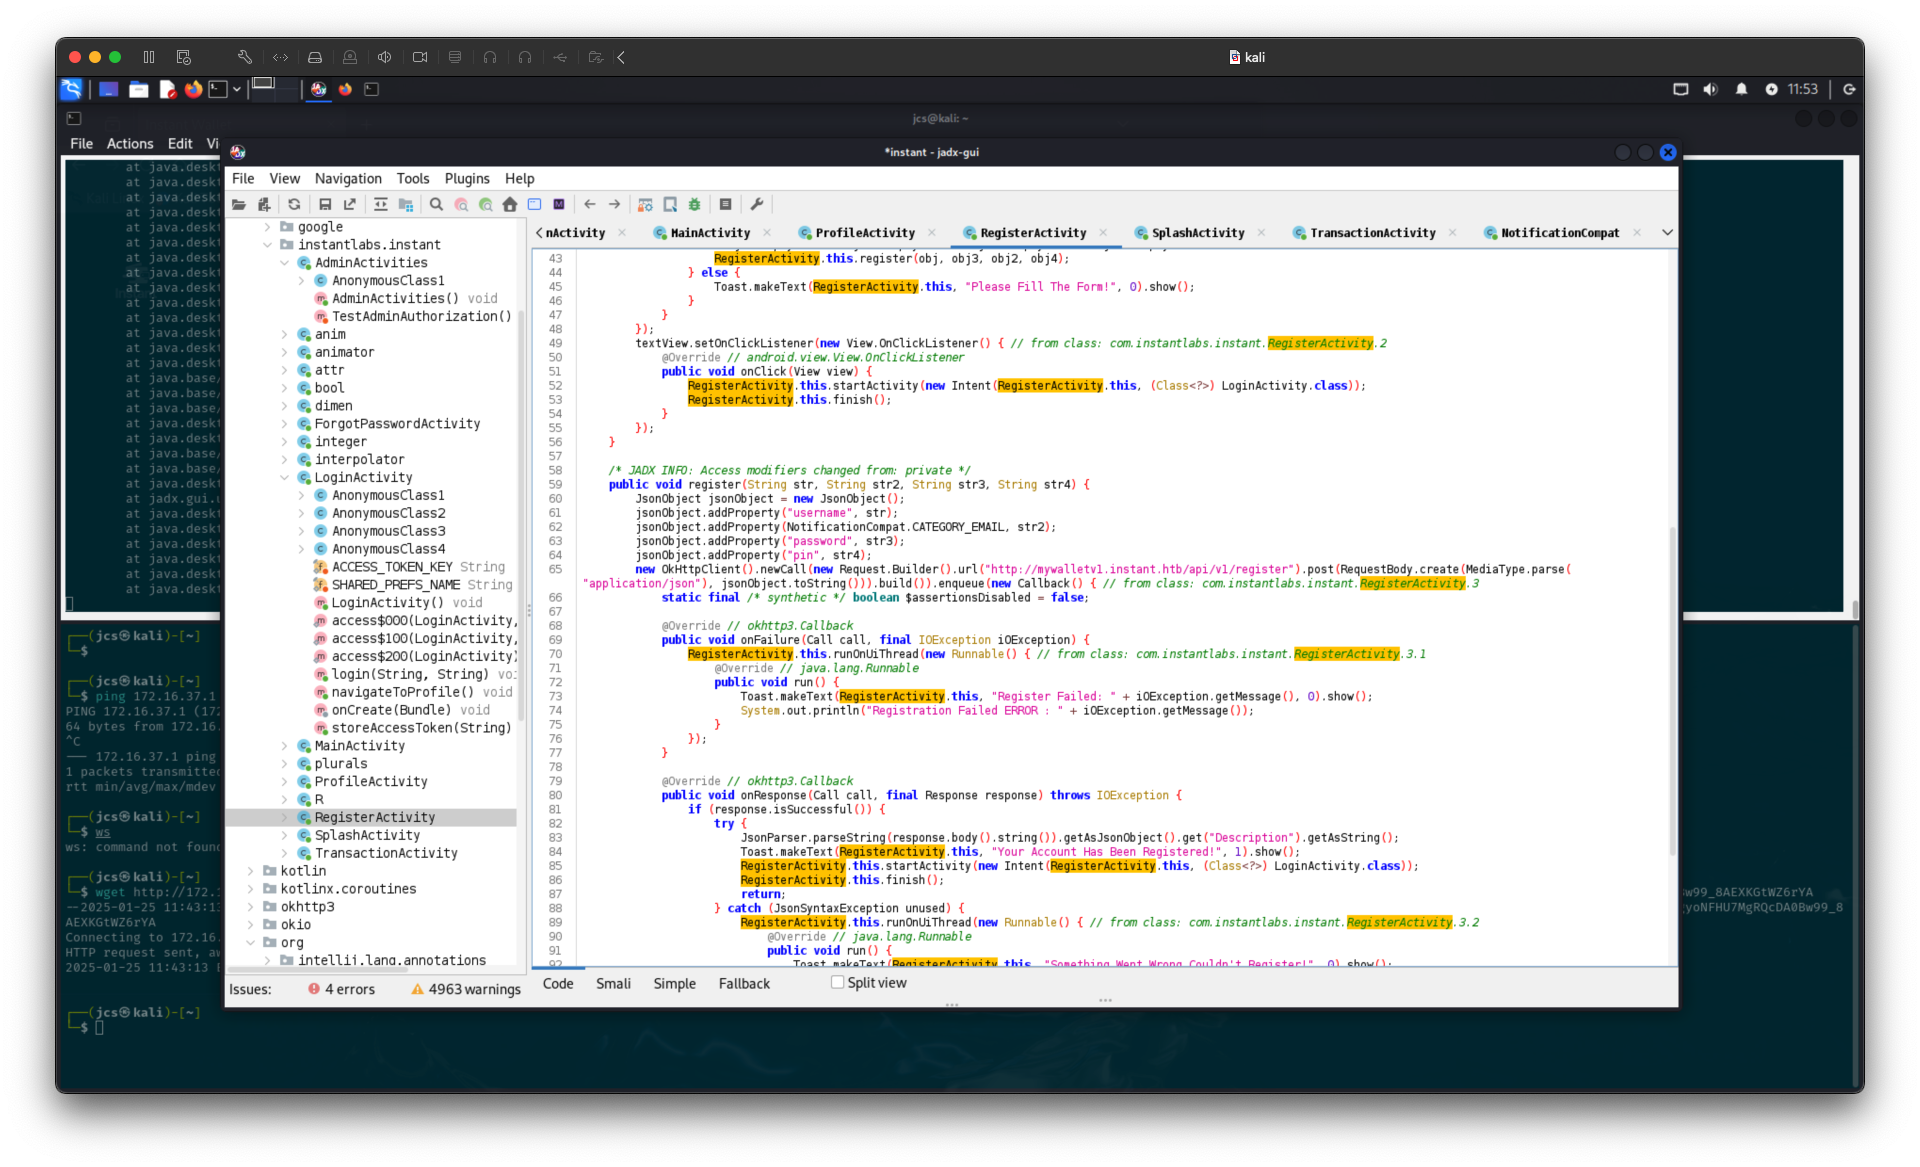 kali
11:53
jcs@kali: ~
File Actions Edit Vi
at java.deskt
at java.deskt
at java.deskt
at java.deskt
at java.deskt
at java.deskt
at java.deskt
at java.deskt
at java.deskt
at java.deskt
at java.deskt
at java.deskt
at java.deskt
at java.deskt
at java.base/
at java.base/
at java.base/
at java.deskt
at java.deskt
at java.base/
at java.deskt
at java.deskt
at jadx.gui.u
at java.deskt
at java.deskt
at java.deskt
at java.deskt
at java.deskt
at java.deskt
*instant - jadx-gui
File View Navigation Tools Plugins Help
google
instantlabs.instant
AdminActivities
AnonymousClass1
AdminActivities() void
TestAdminAuthorization()
anim
animator
attr
bool
dimen
ForgotPasswordActivity
integer
interpolator
LoginActivity
AnonymousClass1
AnonymousClass2
AnonymousClass3
AnonymousClass4
ACCESS_TOKEN_KEY String
SHARED_PREFS_NAME String
LoginActivity() void
access$000(LoginActivity,
access$100(LoginActivity,
access$200(LoginActivity)
login(String, String) voi
navigateToProfile() void
onCreate(Bundle) void
storeAccessToken(String)
MainActivity
plurals
ProfileActivity
R
RegisterActivity
SplashActivity
TransactionActivity
kotlin
kotlinx.coroutines
okhttp3
okio
org
intellij.lang.annotations
Issues: 4 errors 4963 warnings
nActivity MainActivity ProfileActivity RegisterActivity SplashActivity TransactionActivity NotificationCompat
43 RegisterActivity.this.register(obj, obj3, obj2, obj4);
44 } else {
45 Toast.makeText(RegisterActivity.this, "Please Fill The Form!", 0).show();
46 }
47 }
48 });
49 textView.setOnClickListener(new View.OnClickListener() { // from class: com.instantlabs.instant.RegisterActivity.2
50 @Override // android.view.View.OnClickListener
51 public void onClick(View view) {
52 RegisterActivity.this.startActivity(new Intent(RegisterActivity.this, (Class<?>) LoginActivity.class));
53 RegisterActivity.this.finish();
54 }
55 });
56 }
57
58 /* JADX INFO: Access modifiers changed from: private */
59 public void register(String str, String str2, String str3, String str4) {
60 JsonObject jsonObject = new JsonObject();
61 jsonObject.addProperty("username", str);
62 jsonObject.addProperty(NotificationCompat.CATEGORY_EMAIL, str2);
63 jsonObject.addProperty("password", str3);
64 jsonObject.addProperty("pin", str4);
65 new OkHttpClient().newCall(new Request.Builder().url("http://mywalletv1.instant.htb/api/v1/register").post(RequestBody.create(MediaType.parse(
"application/json"), jsonObject.toString())).build()).enqueue(new Callback() { // from class: com.instantlabs.instant.RegisterActivity.3
66 static final /* synthetic */ boolean $assertionsDisabled = false;
67
68 @Override // okhttp3.Callback
69 public void onFailure(Call call, final IOException iOException) {
70 RegisterActivity.this.runOnUiThread(new Runnable() { // from class: com.instantlabs.instant.RegisterActivity.3.1
71 @Override // java.lang.Runnable
72 public void run() {
73 Toast.makeText(RegisterActivity.this, "Register Failed: " + iOException.getMessage(), 0).show();
74 System.out.println("Registration Failed ERROR : " + iOException.getMessage());
75 }
76 });
77 }
78
79 @Override // okhttp3.Callback
80 public void onResponse(Call call, final Response response) throws IOException {
81 if (response.isSuccessful()) {
82 try {
83 JsonParser.parseString(response.body().string()).getAsJsonObject().get("Description").getAsString();
84 Toast.makeText(RegisterActivity.this, "Your Account Has Been Registered!", 1).show();
85 RegisterActivity.this.startActivity(new Intent(RegisterActivity.this, (Class<?>) LoginActivity.class));
86 RegisterActivity.this.finish();
87 return;
88 } catch (JsonSyntaxException unused) {
89 RegisterActivity.this.runOnUiThread(new Runnable() { // from class: com.instantlabs.instant.RegisterActivity.3.2
90 @Override // java.lang.Runnable
91 public void run() {
92 Toast.makeText(RegisterActivity.this, "Something Went Wrong Couldn't Register!", 0).show();
Code Smali Simple Fallback Split view
(jcs㉿kali)-[~]
$
(jcs㉿kali)-[~]
$ ping 172.16.37.1
PING 172.16.37.1 (172
64 bytes from 172.16.
^C
--- 172.16.37.1 ping
1 packets transmitted
rtt min/avg/max/mdev
(jcs㉿kali)-[~]
$ ws
ws: command not found
(jcs㉿kali)-[~]
$ wget http://172.1
w99_8AEXKGtWZ6rYA
--2025-01-25 11:43:13
yoNFHU7MgRQcDA0Bw99_8
AEXKGtWZ6rYA
Connecting to 172.16.
HTTP request sent, aw
2025-01-25 11:43:13 E
(jcs㉿kali)-[~]
$